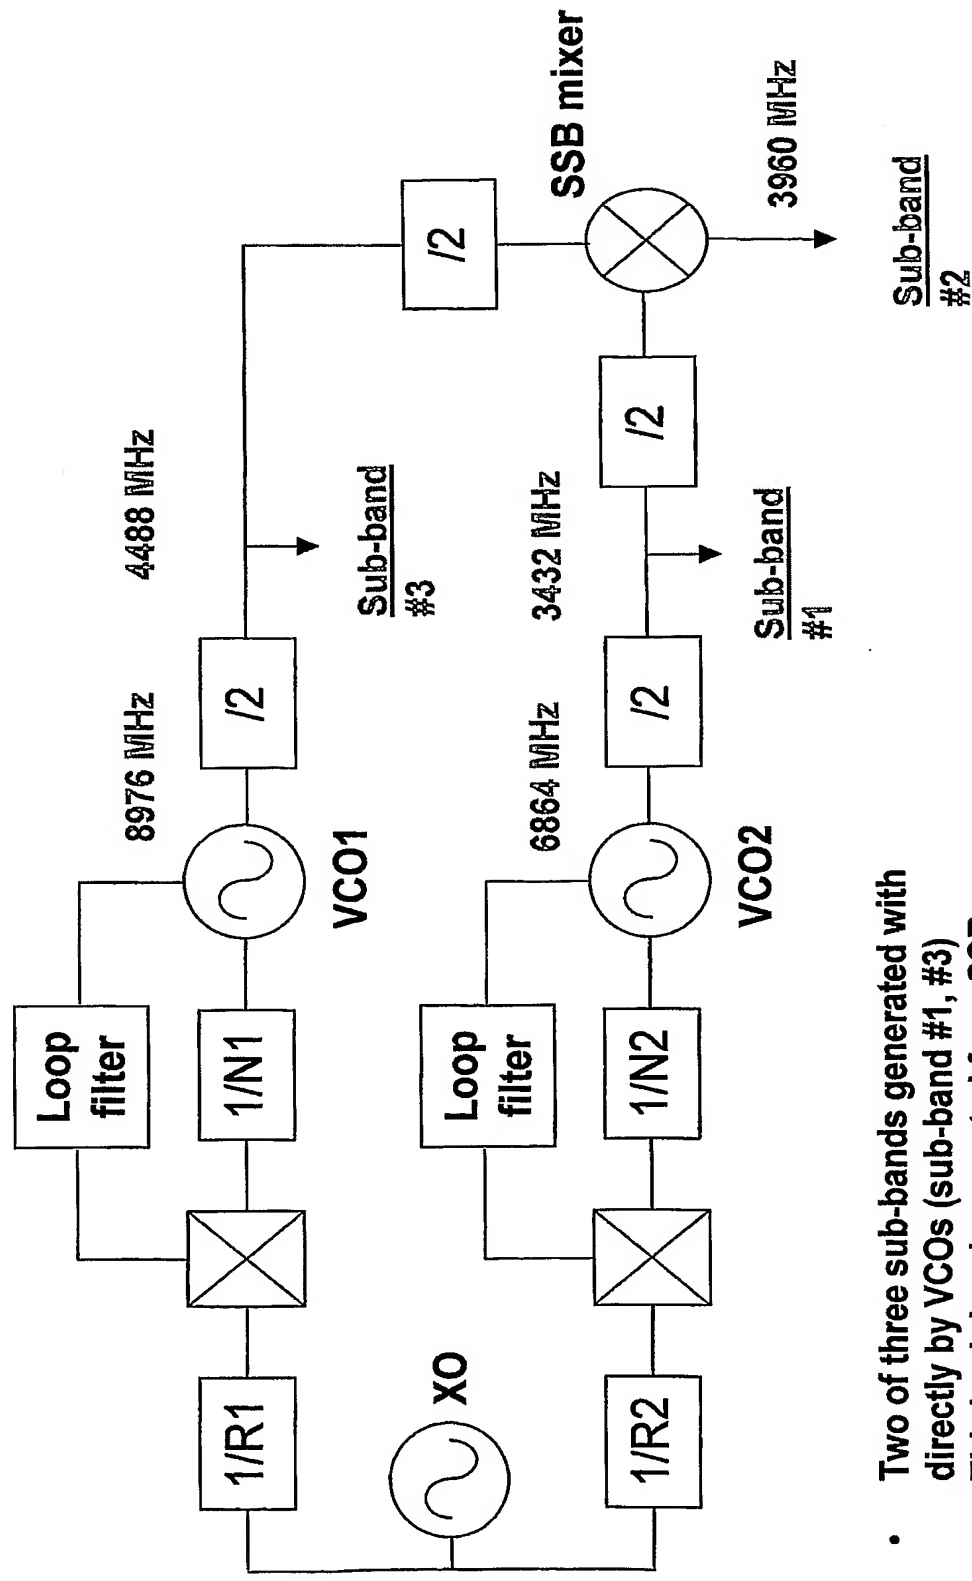 Loop
filter
1/R1
1/N1
VCO1
8976 MHz
/2
4488 MHz
Sub-band
#3
/2
XO
Loop
filter
1/R2
1/N2
VCO2
6864 MHz
/2
3432 MHz
Sub-band
#1
/2
SSB mixer
3960 MHz
Sub-band
#2
• Two of three sub-bands generated with
directly by VCOs (sub-band #1, #3)